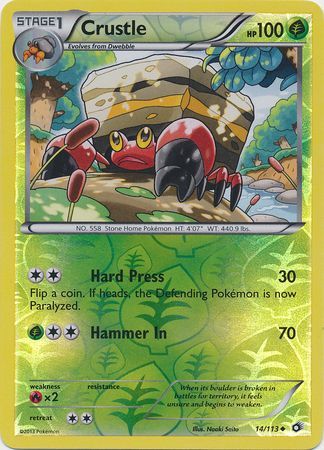 STAGE1
Crustle
HP100
Evolves from Dwebble
NO. 558 Stone Home Pokémon HT: 4'07" WT: 440.9 lbs.
Hard Press 30
Flip a coin. If heads, the Defending Pokémon is now
Paralyzed.
Hammer In 70
weakness
resistance
×2
retreat
When its boulder is broken in
battles for territory, it feels
unsure and begins to weaken.
©2013 Pokémon
Illus. Naoki Saito
14/113